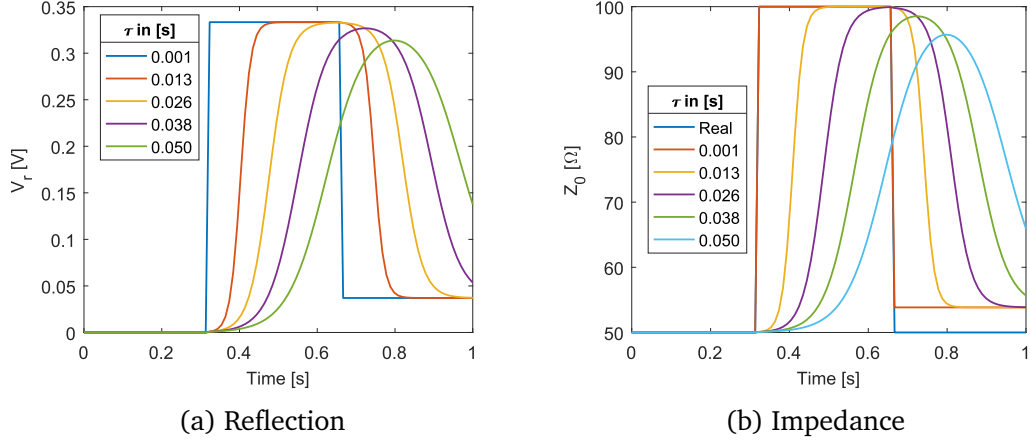 0.35
0.3
0.25
0.2
0.15
0.1
0.05
0
V_r [V]
τ in [s]
0.001
0.013
0.026
0.038
0.050
0 0.2 0.4 0.6 0.8 1
Time [s]
(a) Reflection
100
90
80
70
60
50
Z_0 [Ω]
τ in [s]
Real
0.001
0.013
0.026
0.038
0.050
0 0.2 0.4 0.6 0.8 1
Time [s]
(b) Impedance